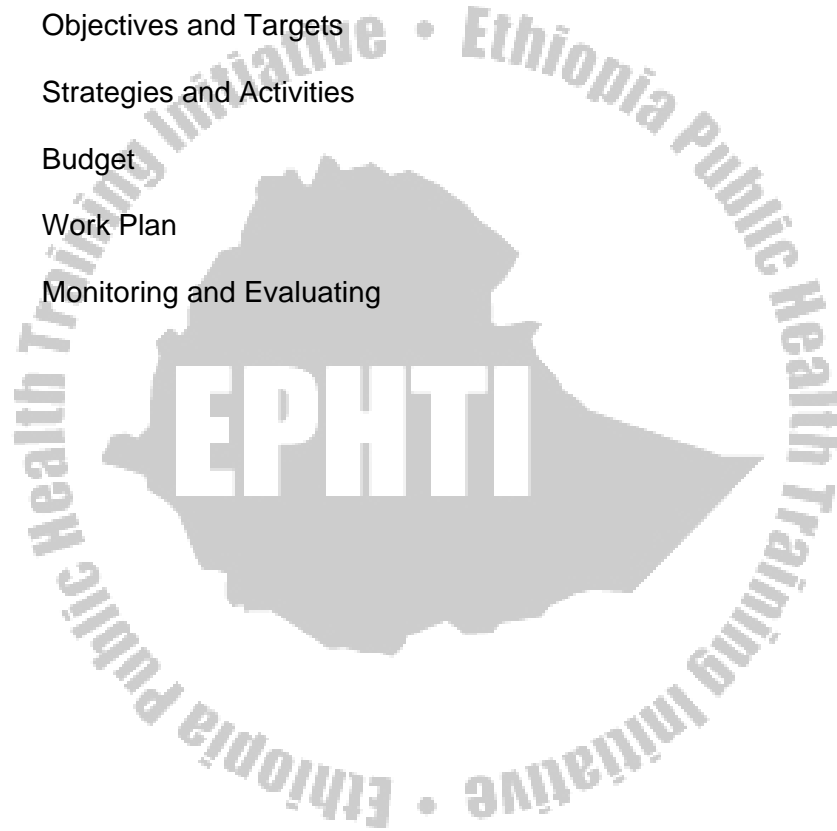 Objectives and Targets
Strategies and Activities
Budget
Work Plan
Monitoring and Evaluating
EPHTI
Ethiopia Public Health Training Initiative • Ethiopia Public Health Training Initiative •